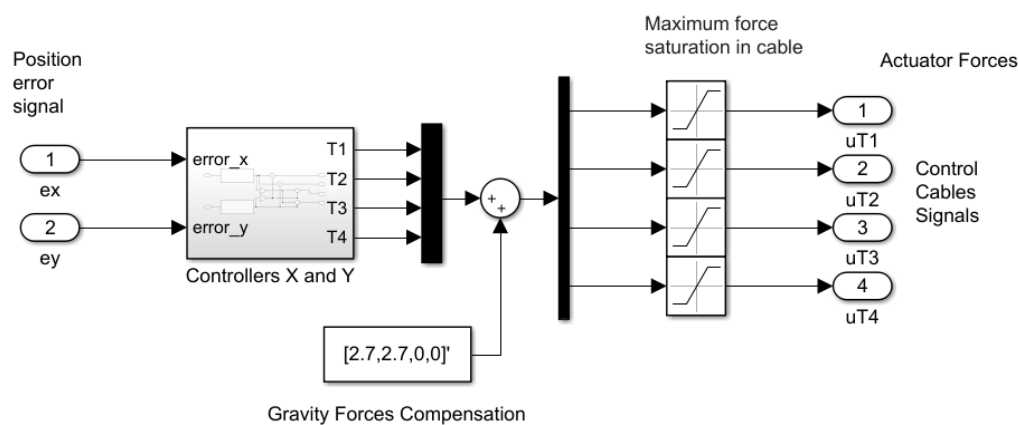 Maximum force
saturation in cable
Position
error
signal
Actuator Forces
1
ex
2
ey
error_x
error_y
T1
T2
T3
T4
Controllers X and Y
+
+
[2.7,2.7,0,0]'
Gravity Forces Compensation
1
uT1
2
uT2
3
uT3
4
uT4
Control
Cables
Signals